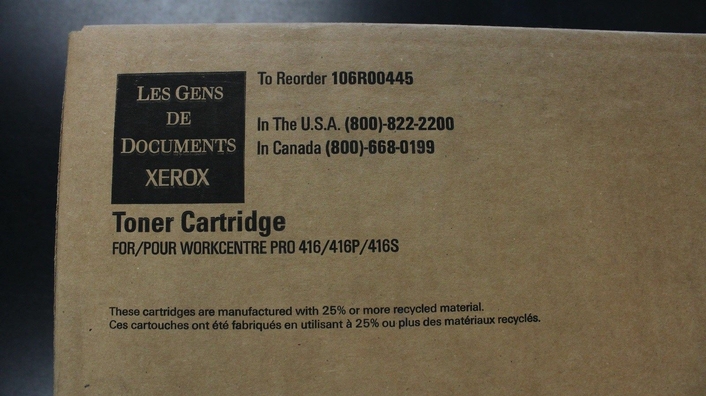 LES GENS
DE
DOCUMENTS
XEROX
To Reorder 106R00445
In The U.S.A. (800)-822-2200
In Canada (800)-668-0199
Toner Cartridge
FOR/POUR WORKCENTRE PRO 416/416P/416S
These cartridges are manufactured with 25% or more recycled material.
Ces cartouches ont été fabriqués en utilisant à 25% ou plus des matériaux recyclés.